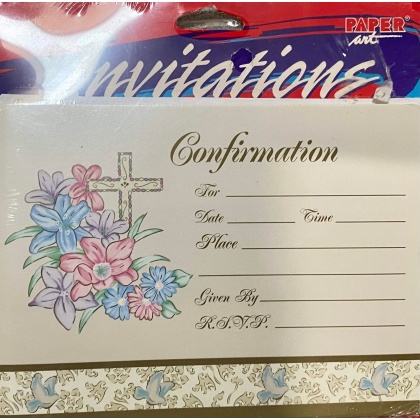 PAPER
art
Invitations
Confirmation
For
Date Time
Place
Given By
R.S.V.P.